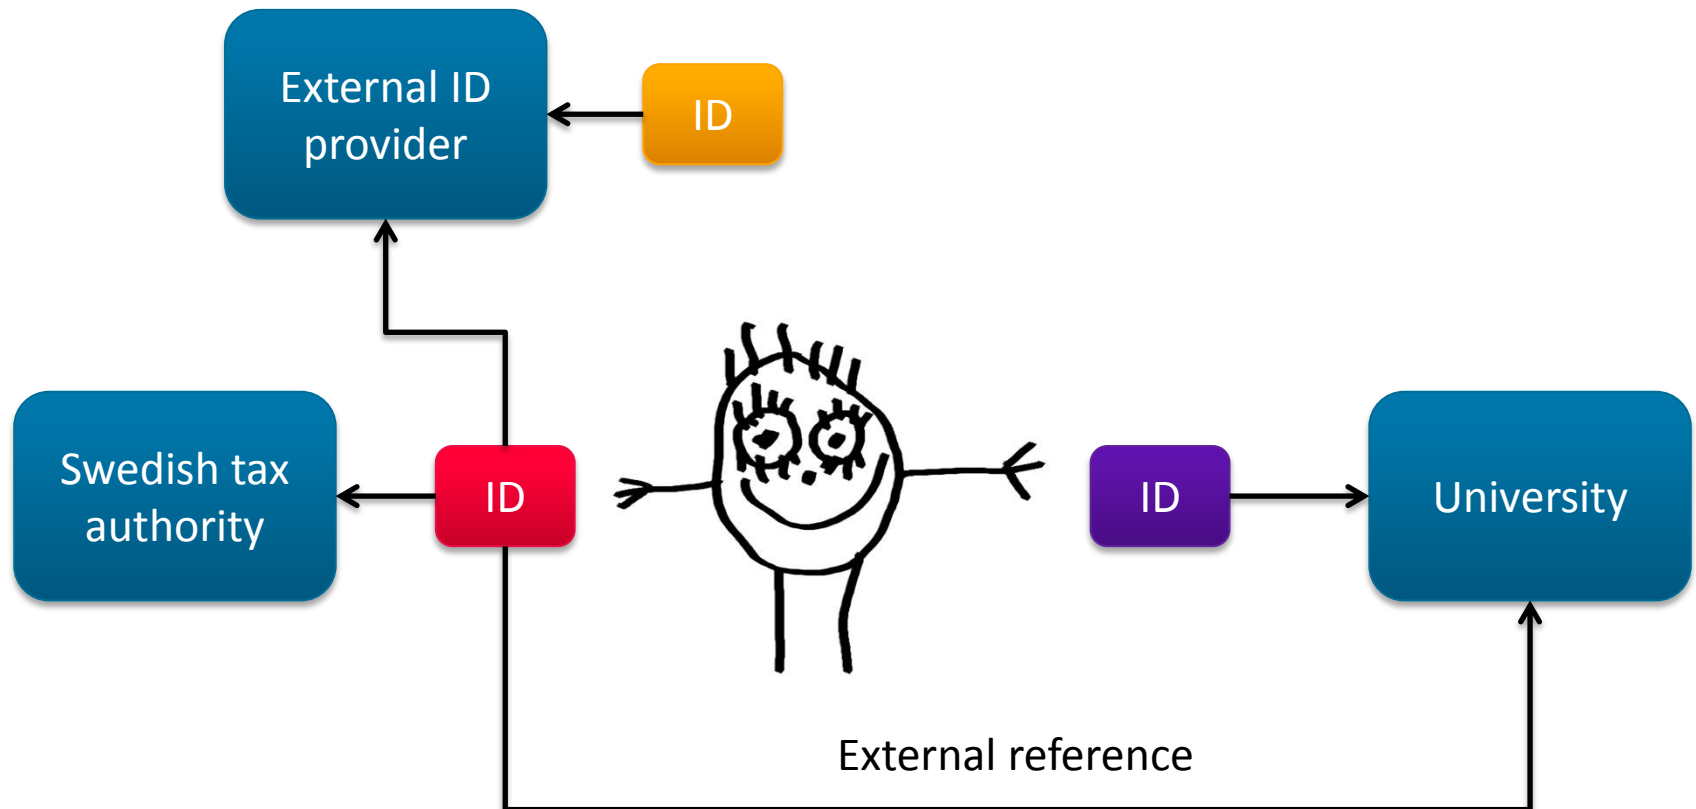 External ID
provider
ID
Swedish tax
authority
ID
ID
University
External reference